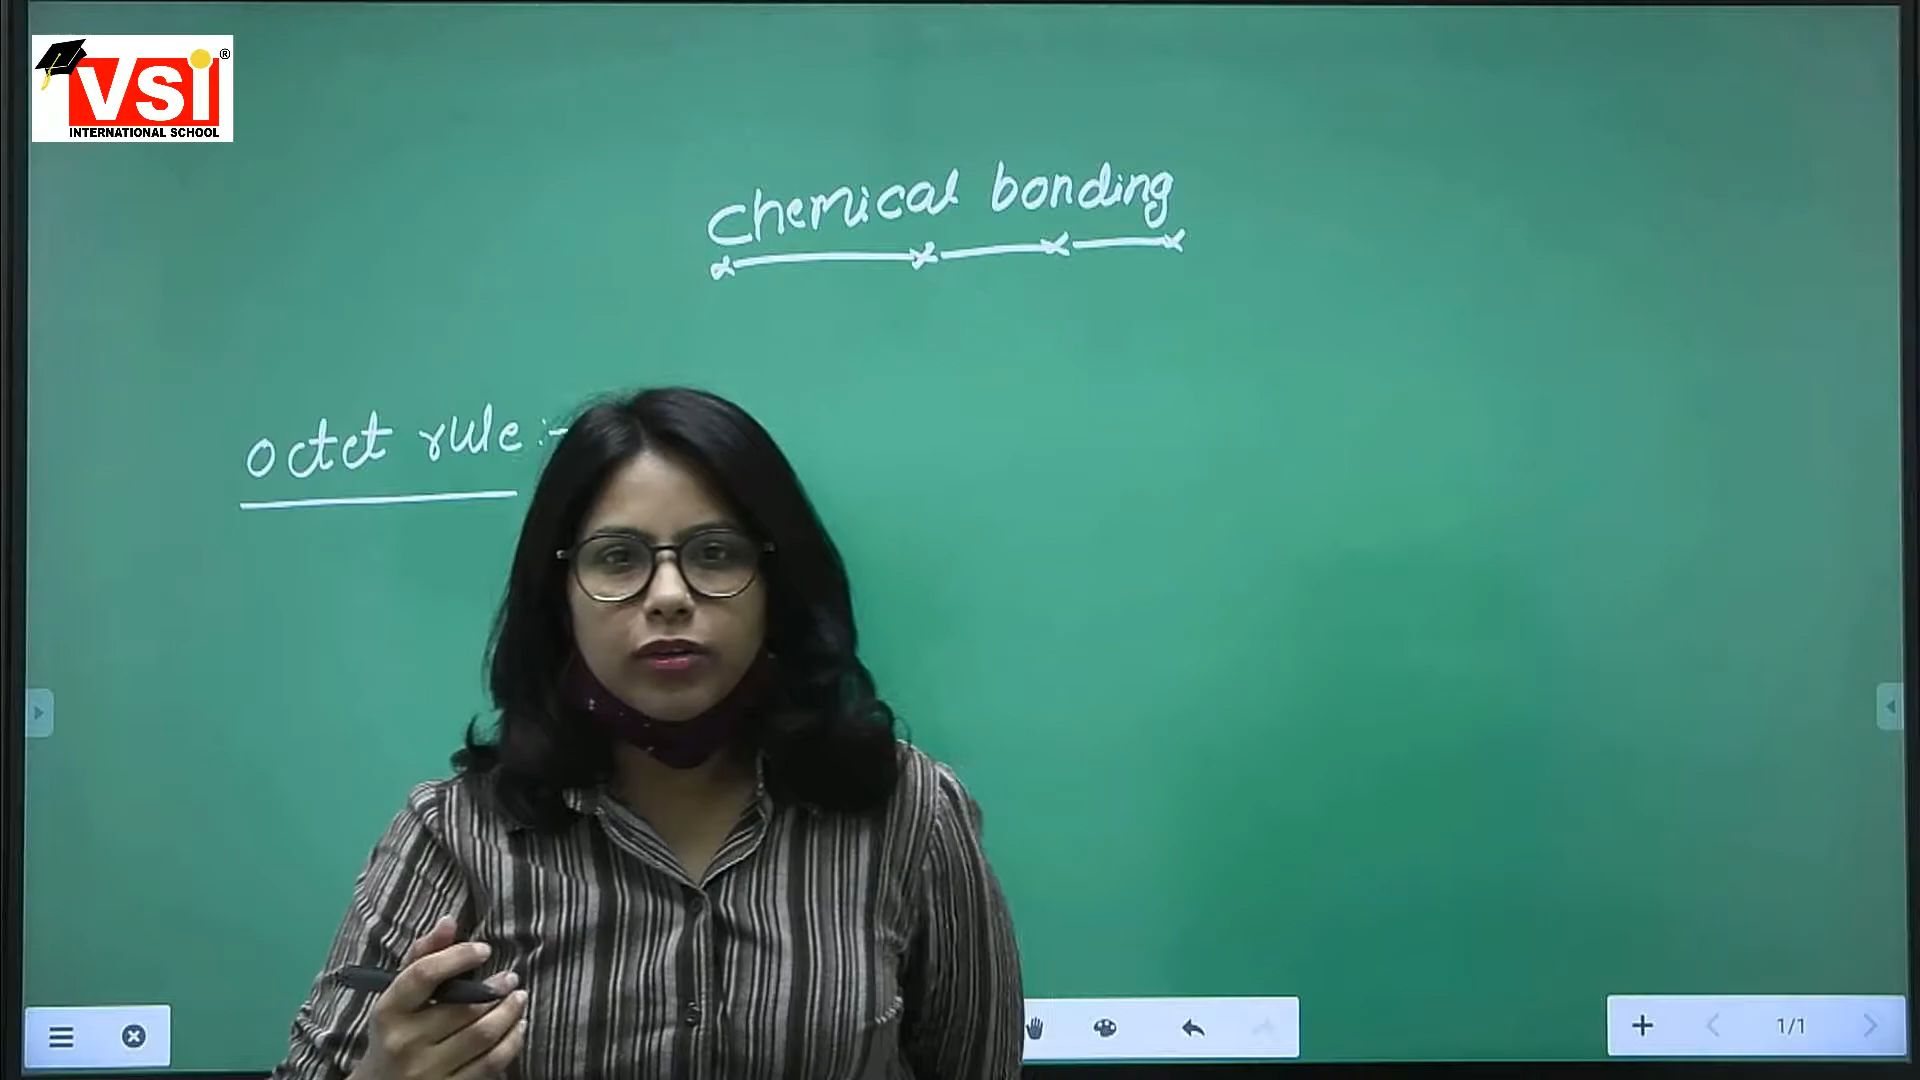 VSI ®
INTERNATIONAL SCHOOL
Chemical bonding
Octet rule :-
1/1